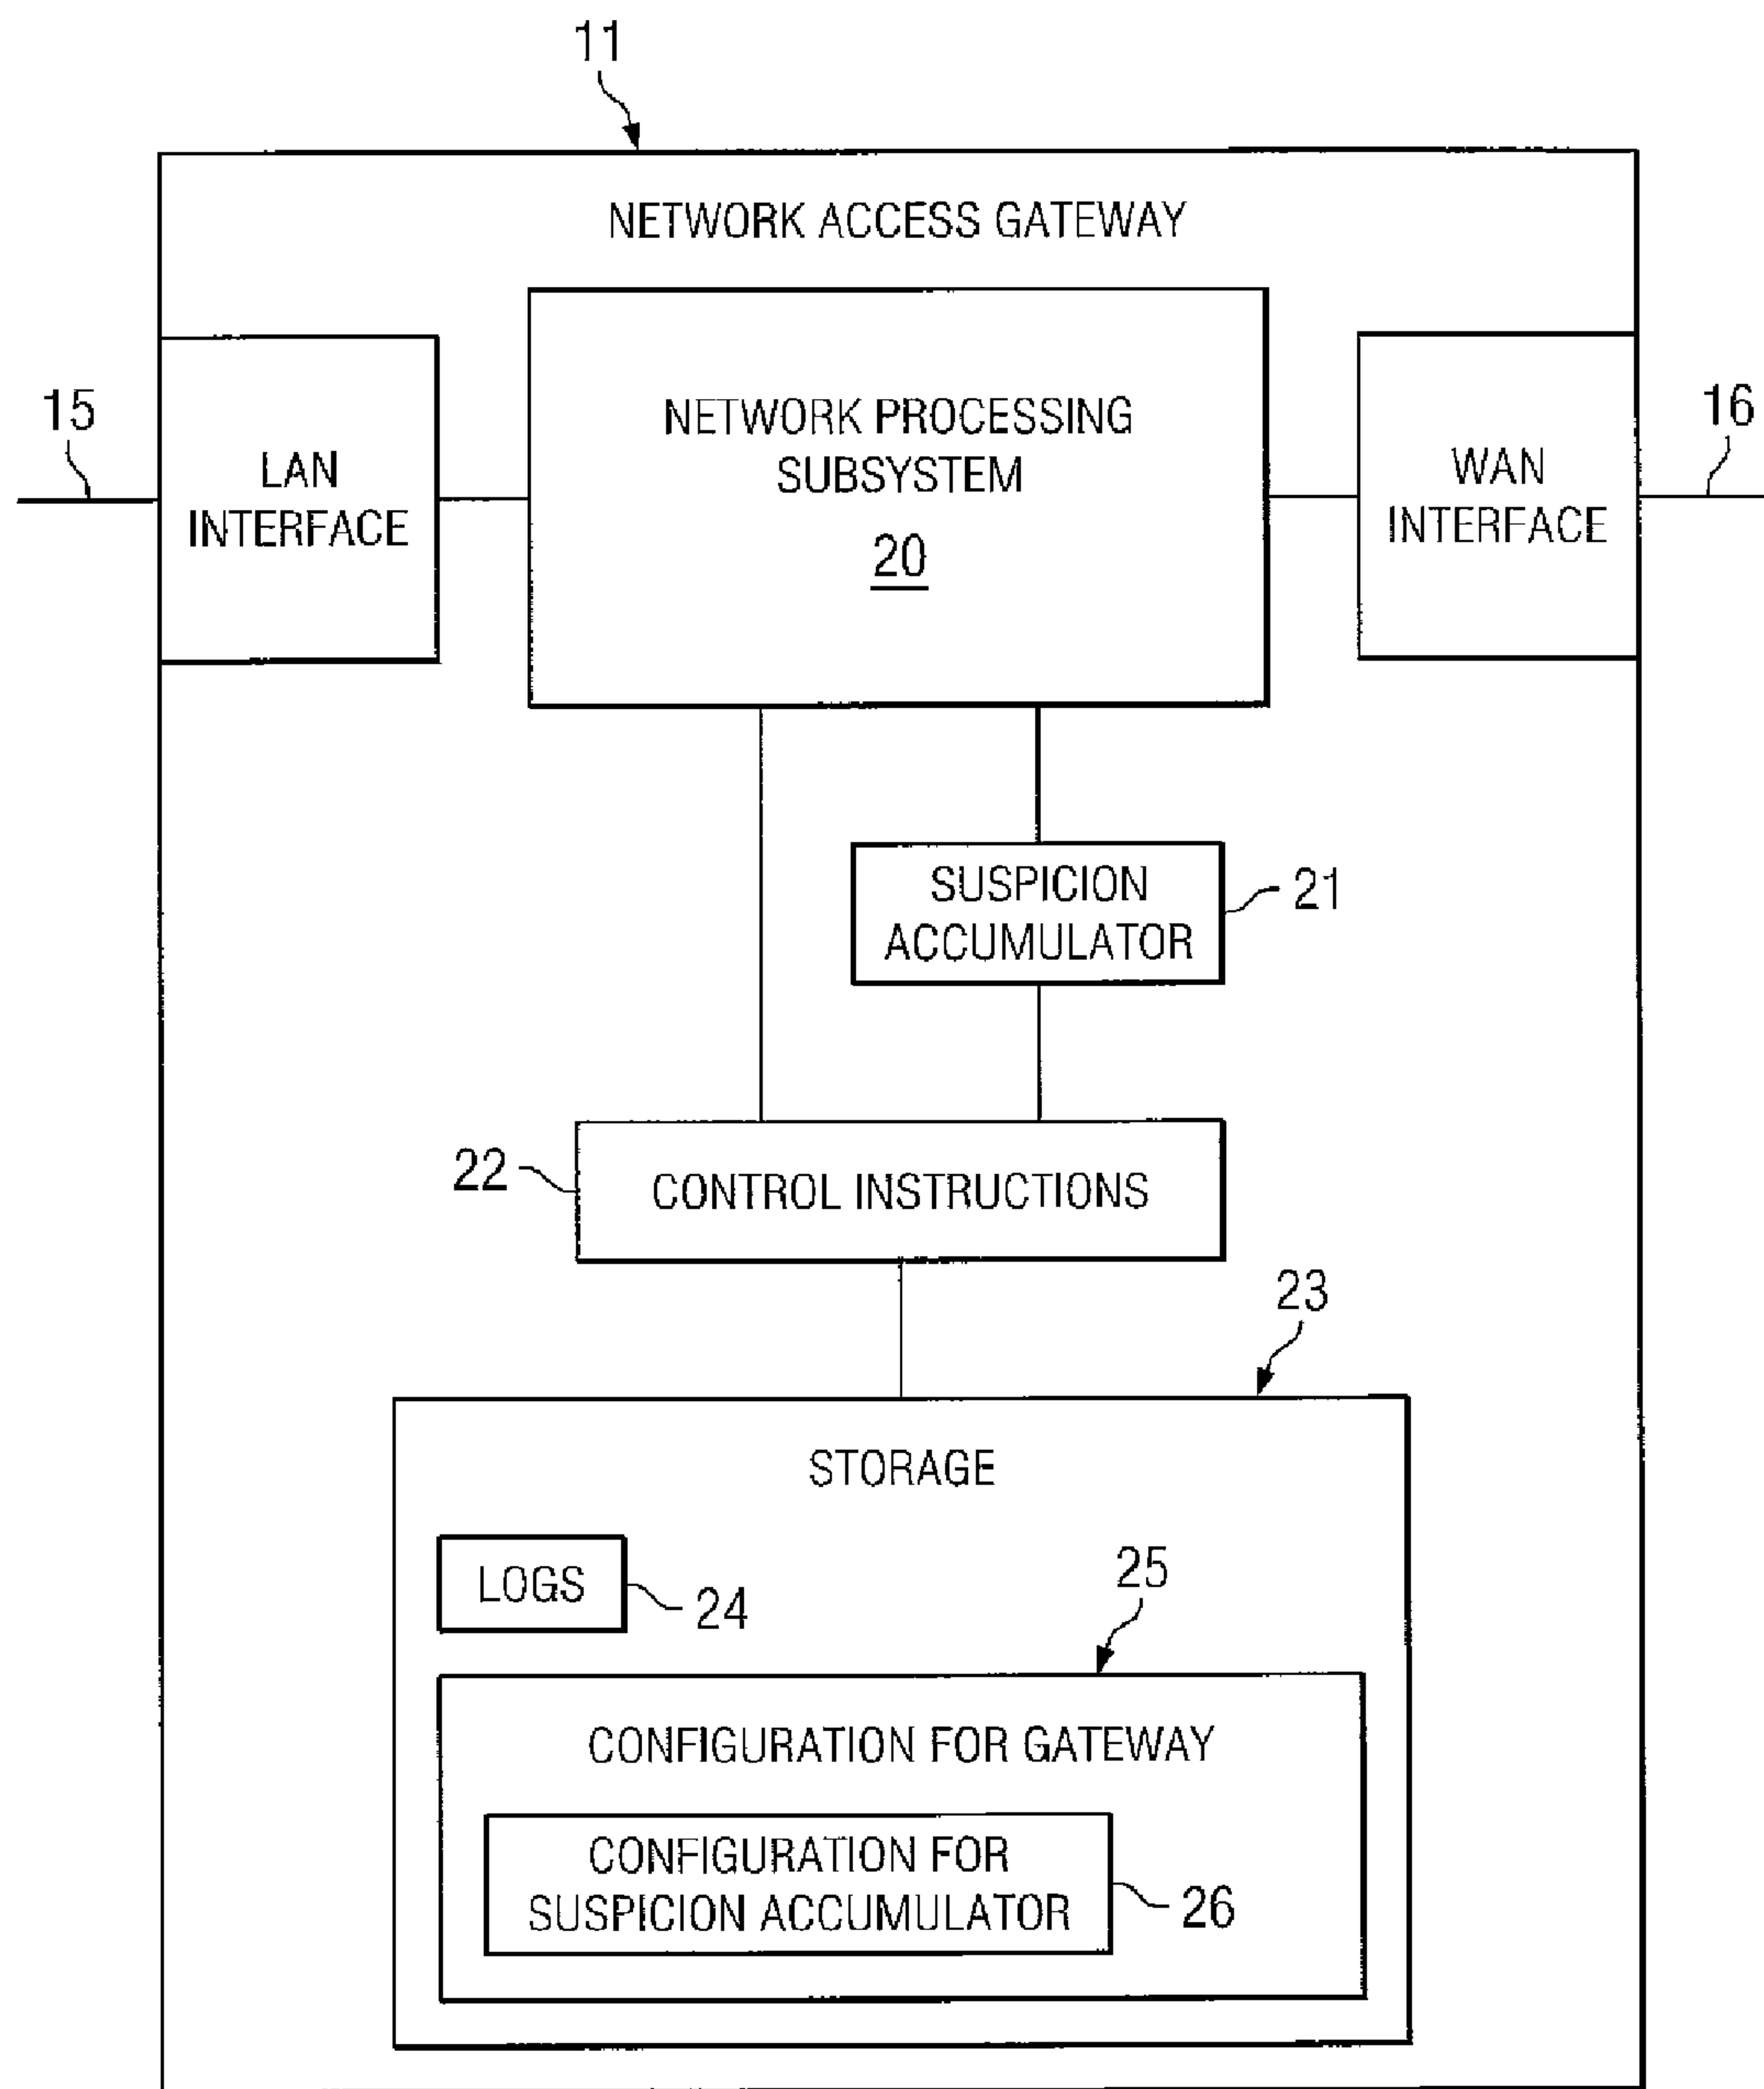 11
NETWORK ACCESS GATEWAY
15
LAN
INTERFACE
NETWORK PROCESSING
SUBSYSTEM
20
WAN
INTERFACE
16
SUSPICION
ACCUMULATOR
21
22
CONTROL INSTRUCTIONS
23
STORAGE
LOGS
24
25
CONFIGURATION FOR GATEWAY
CONFIGURATION FOR
SUSPICION ACCUMULATOR
26